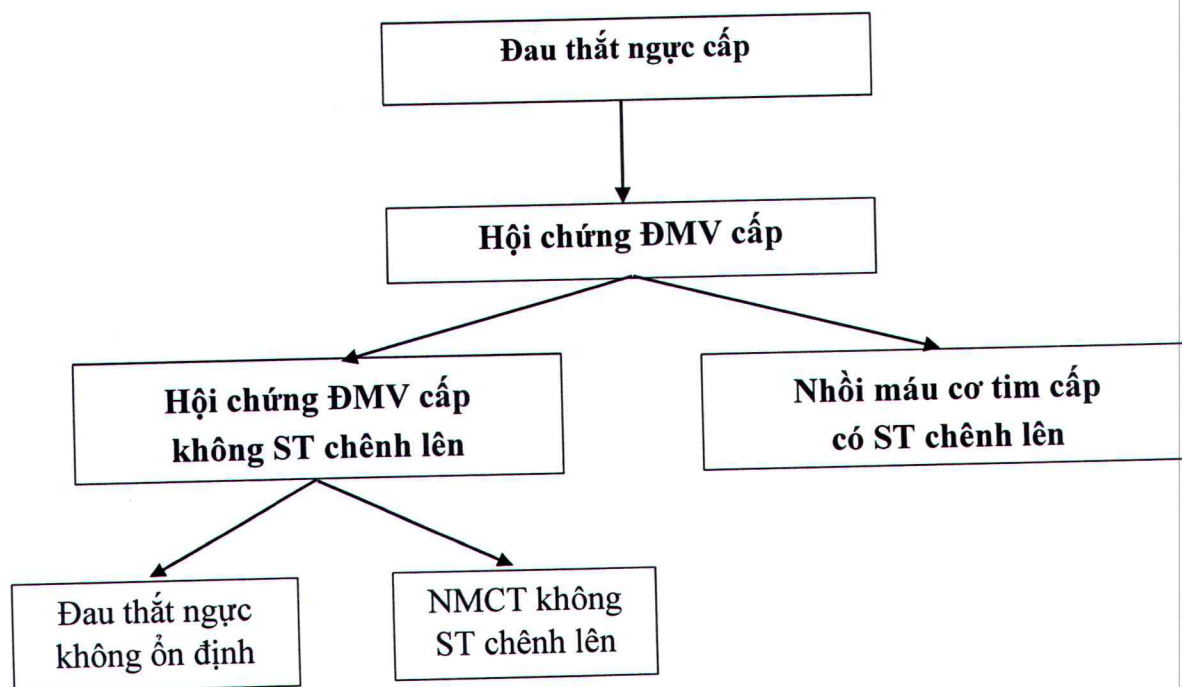 Đau thắt ngực cấp
Hội chứng ĐMV cấp
Hội chứng ĐMV cấp
không ST chênh lên
Nhồi máu cơ tim cấp
có ST chênh lên
Đau thắt ngực
không ổn định
NMCT không
ST chênh lên